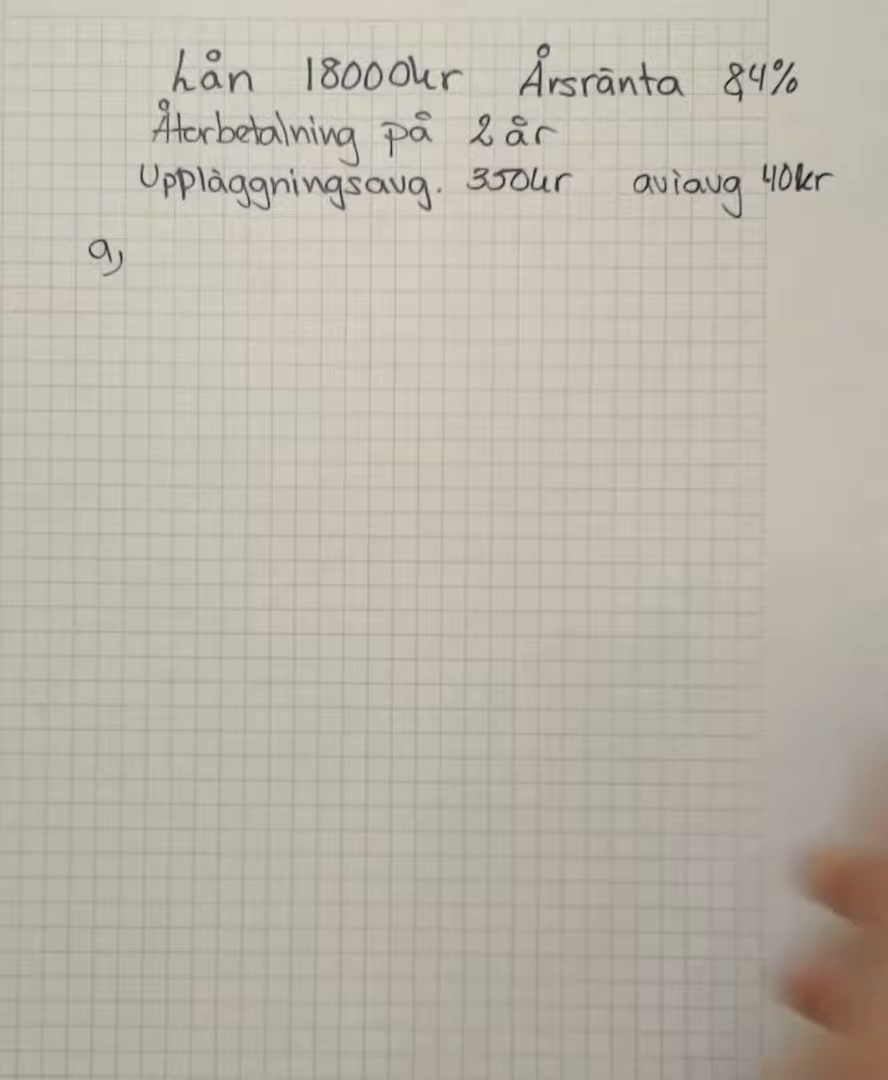 Lån 18000kr Årsränta 8,4%
Återbetalning på 2 år
Uppläggningsavg. 350kr aviavg 40kr
a,